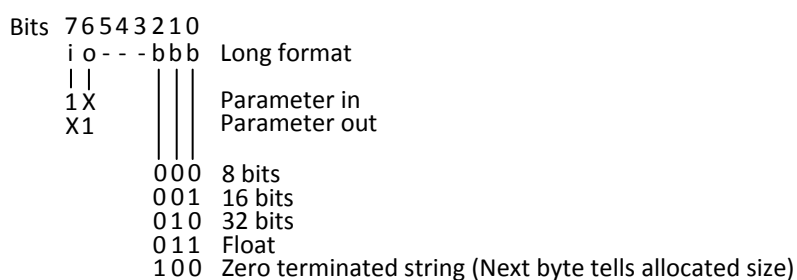 Bits 7 6 5 4 3 2 1 0
i o - - - b b b Long format
1 X Parameter in
X 1 Parameter out
0 0 0 8 bits
0 0 1 16 bits
0 1 0 32 bits
0 1 1 Float
1 0 0 Zero terminated string (Next byte tells allocated size)